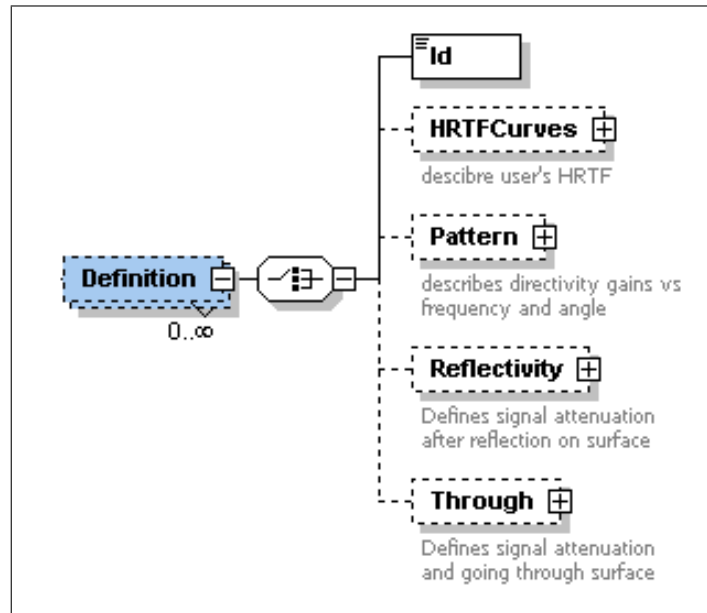 Id
HRTFCurves
descibre user's HRTF
Pattern
describes directivity gains vs
frequency and angle
Definition
0..∞
Reflectivity
Defines signal attenuation
after reflection on surface
Through
Defines signal attenuation
and going through surface